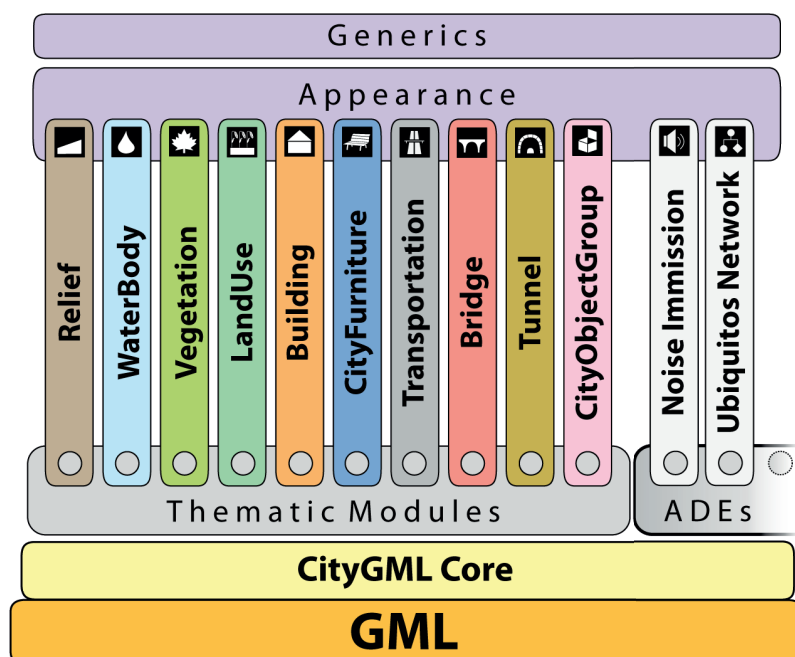 Generics
Appearance
Relief
WaterBody
Vegetation
LandUse
Building
CityFurniture
Transportation
Bridge
Tunnel
CityObjectGroup
Noise Immission
Ubiquitos Network
Thematic Modules
ADEs
CityGML Core
GML